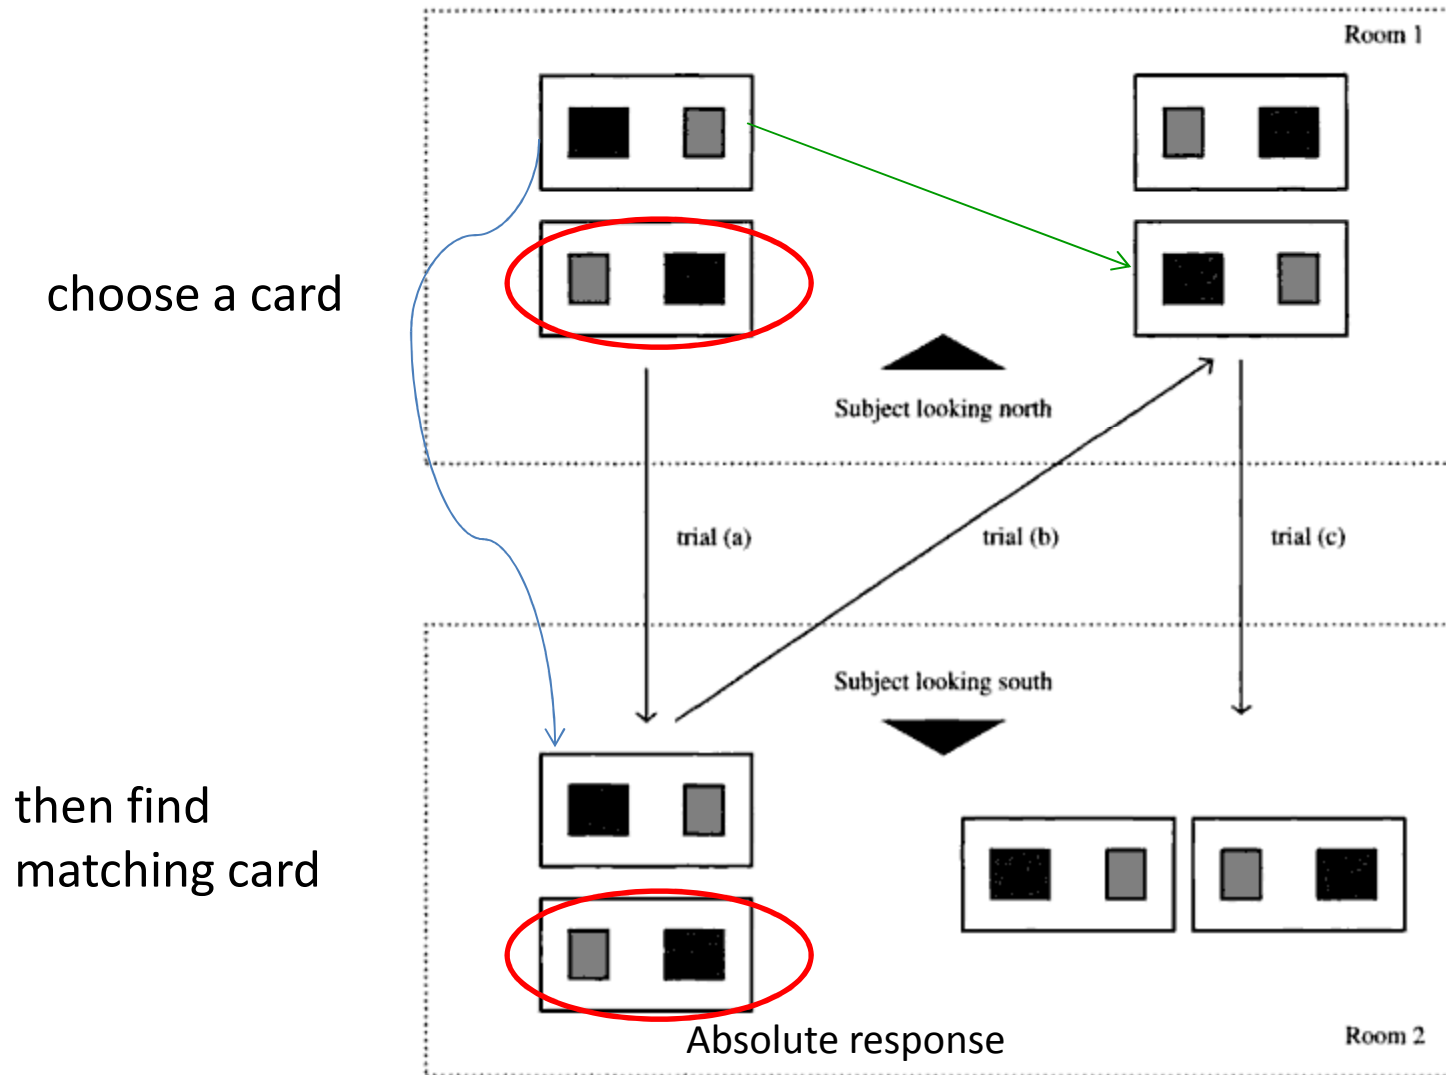 Room 1
choose a card
Subject looking north
trial (a)
trial (b)
trial (c)
Subject looking south
then find
matching card
Absolute response
Room 2